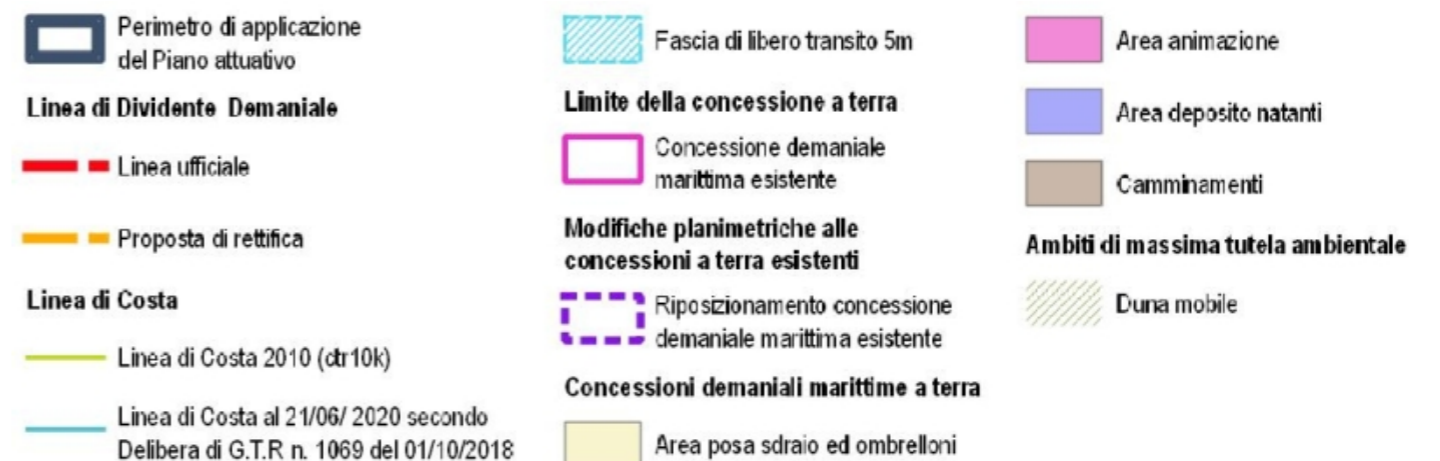 Perimetro di applicazione
del Piano attuativo
Linea di Dividente Demaniale
Linea ufficiale
Proposta di rettifica
Linea di Costa
Linea di Costa 2010 (ctr10k)
Linea di Costa al 21/06/ 2020 secondo
Delibera di G.T.R n. 1069 del 01/10/2018
Fascia di libero transito 5m
Limite della concessione a terra
Concessione demaniale
marittima esistente
Modifiche planimetriche alle
concessioni a terra esistenti
Riposizionamento concessione
demaniale marittima esistente
Concessioni demaniali marittime a terra
Area posa sdraio ed ombrelloni
Area animazione
Area deposito natanti
Camminamenti
Ambiti di massima tutela ambientale
Duna mobile